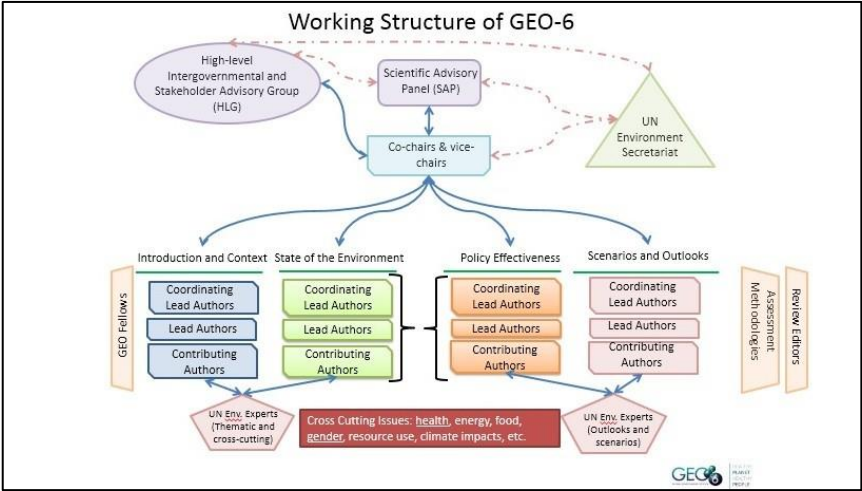 Working Structure of GEO-6
High-level
Intergovernmental and
Stakeholder Advisory Group
(HLG)
Scientific Advisory
Panel (SAP)
UN
Environment
Secretariat
Co-chairs & vice-
chairs
Introduction and Context
State of the Environment
Policy Effectiveness
Scenarios and Outlooks
GEO Fellows
Coordinating
Lead Authors
Lead Authors
Contributing
Authors
Coordinating
Lead Authors
Lead Authors
Contributing
Authors
Coordinating
Lead Authors
Lead Authors
Contributing
Authors
Coordinating
Lead Authors
Lead Authors
Contributing
Authors
Assessment
Methodologies
Review Editors
UN Env. Experts
(Thematic and
cross-cutting)
Cross Cutting Issues: health, energy, food,
gender, resource use, climate impacts, etc.
UN Env. Experts
(Outlooks and
scenarios)
GEO
PLANET
PEOPLE